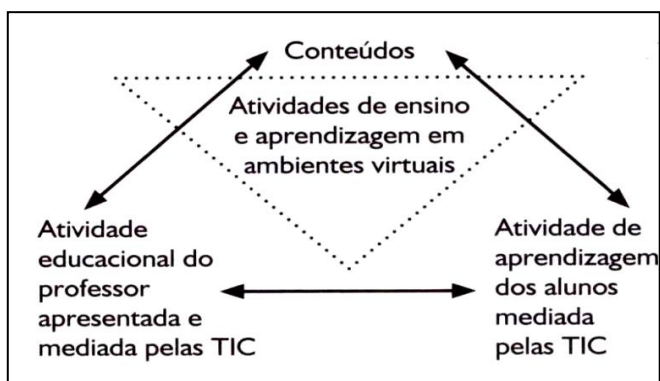 Conteúdos
Atividades de ensino
e aprendizagem em
ambientes virtuais
Atividade
educacional do
professor
apresentada e
mediada pelas TIC
Atividade de
aprendizagem
dos alunos
mediada
pelas TIC